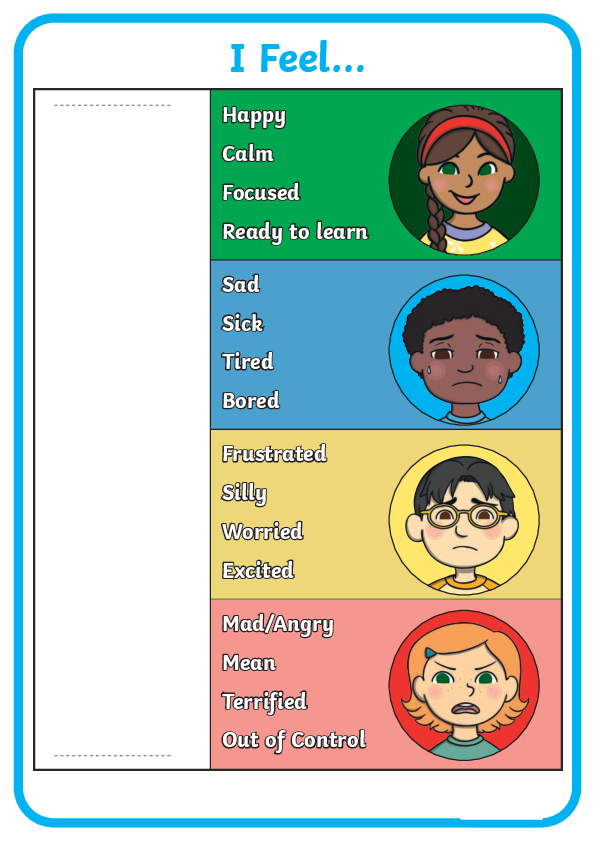 I Feel...
Happy
Calm
Focused
Ready to learn
Sad
Sick
Tired
Bored
Frustrated
Silly
Worried
Excited
Mad/Angry
Mean
Terrified
Out of Control